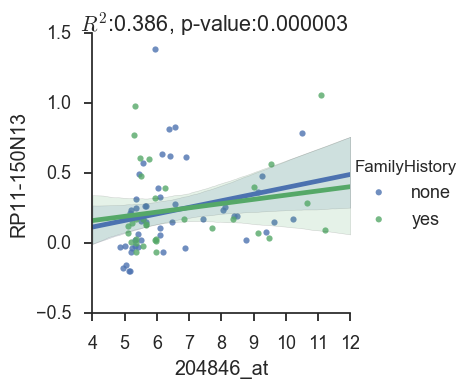 R²:0.386, p-value:0.000003
1.5
1.0
0.5
0.0
−0.5
RP11-150N13
4 5 6 7 8 9 10 11 12
204846_at
FamilyHistory
none
yes